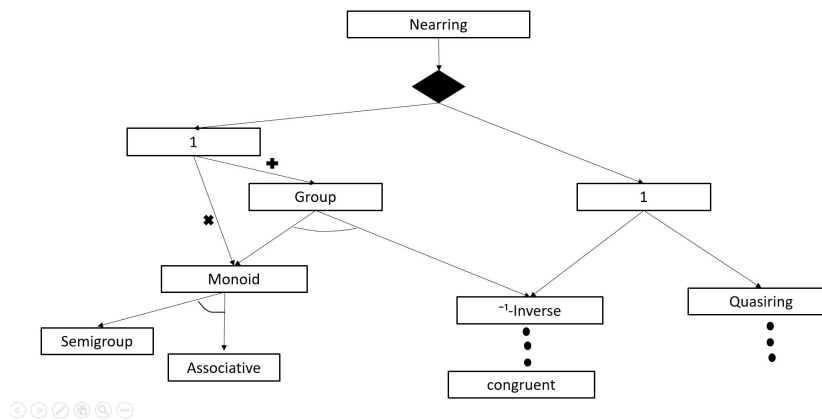 Nearring
1
+
Group
1
×
Monoid
⁻¹-Inverse
Quasiring
Semigroup
Associative
congruent